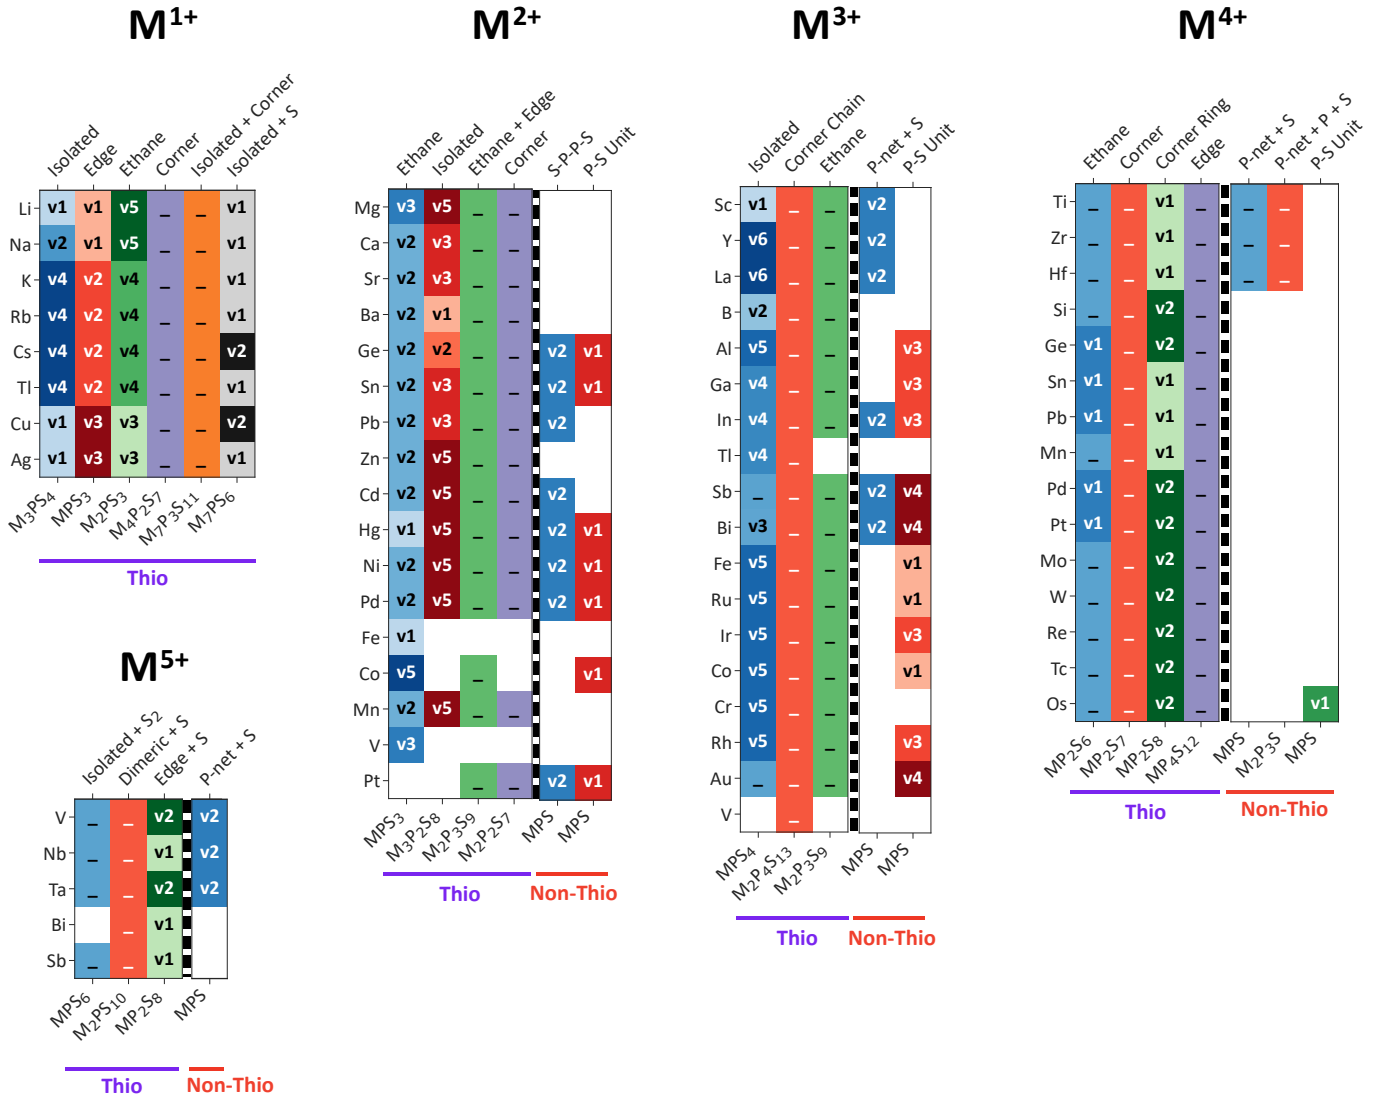 M1+
Isolated
Edge
Ethane
Corner
Isolated + Corner
Isolated + S
Li v1 v1 v5 _ _ v1
Na v2 v1 v5 _ _ v1
K v4 v2 v4 _ _ v1
Rb v4 v2 v4 _ _ v1
Cs v4 v2 v4 _ _ v2
Tl v4 v2 v4 _ _ v1
Cu v1 v3 v3 _ _ v2
Ag v1 v3 v3 _ _ v1
M3PS4
MPS3
M2PS3
M4P2S7
M7P3S11
M7PS6
Thio
M2+
Ethane
Isolated
Ethane + Edge
Corner
S-P-P-S
P-S Unit
Mg v3 v5 _ _
Ca v2 v3 _ _
Sr v2 v3 _ _
Ba v2 v1 _ _
Ge v2 v2 _ _ v2 v1
Sn v2 v3 _ _ v2 v1
Pb v2 v3 _ _ v2
Zn v2 v5 _ _
Cd v2 v5 _ _ v2
Hg v1 v5 _ _ v2 v1
Ni v2 v5 _ _ v2 v1
Pd v2 v5 _ _ v2 v1
Fe v1
Co v5 _ v1
Mn v2 v5 _ _
V v3
Pt _ _ v2 v1
MPS3
M3P2S8
M2P3S9
M2P2S7
MPS
MPS
Thio
Non-Thio
M3+
Isolated
Corner Chain
Ethane
P-net + S
P-S Unit
Sc v1 _ _ v2
Y v6 _ _ v2
La v6 _ _ v2
B v2 _ _
Al v5 _ _ v3
Ga v4 _ _ v3
In v4 _ _ v2 v3
Tl v4 _
Sb _ _ _ v2 v4
Bi v3 _ _ v2 v4
Fe v5 _ _ v1
Ru v5 _ _ v1
Ir v5 _ _ v3
Co v5 _ _ v1
Cr v5 _ _
Rh v5 _ _ v3
Au _ _ _ v4
V _
MPS4
M2P4S13
M2P3S9
MPS
MPS
Thio
Non-Thio
M4+
Ethane
Corner
Corner Ring
Edge
P-net + S
P-net + P + S
P-S Unit
Ti _ _ v1 _ _ _
Zr _ _ v1 _ _ _
Hf _ _ v1 _ _ _
Si _ _ v2 _
Ge v1 _ v2 _
Sn v1 _ v1 _
Pb v1 _ v1 _
Mn _ _ v1 _
Pd v1 _ v2 _
Pt v1 _ v2 _
Mo _ _ v2 _
W _ _ v2 _
Re _ _ v2 _
Tc _ _ v2 _
Os _ _ v2 _ v1
MP2S6
MP2S7
MP2S8
MP4S12
MPS
M2P3S
MPS
Thio
Non-Thio
M5+
Isolated + S2
Dimeric + S
Edge + S
P-net + S
V _ _ v2 v2
Nb _ _ v1 v2
Ta _ _ v2 v2
Bi _ v1
Sb _ _ v1
MPS6
M2PS10
MP2S8
MPS
Thio
Non-Thio